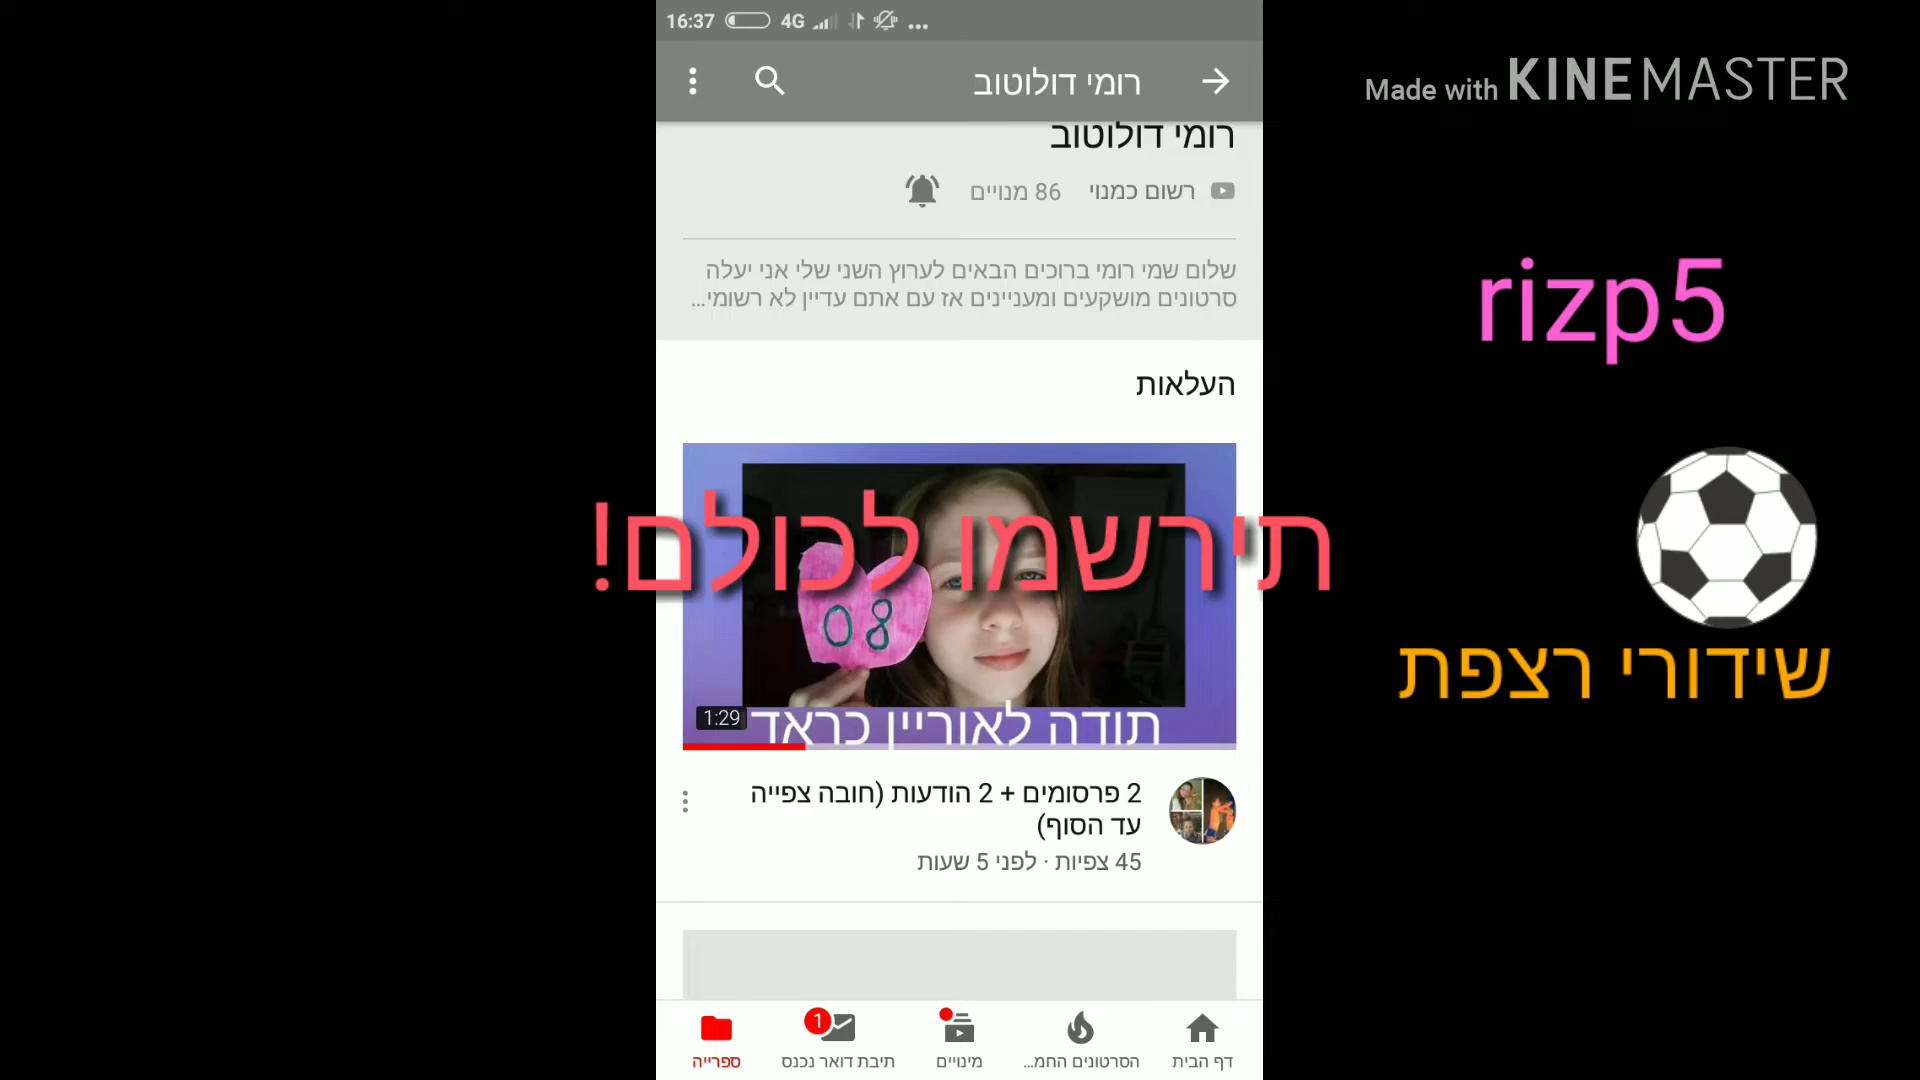 16:37 4G ...
רומי דולוטוב
רומי דולוטוב
רשום כמנוי 86 מנויים
שלום שמי רומי ברוכים הבאים לערוץ השני שלי אני יעלה
סרטונים מושקעים ומעניינים אז עם אתם עדיין לא רשומי...
העלאות
תירשמו לכולם!
08
תודה לאוריין כראד
1:29
2 פרסומים + 2 הודעות (חובה צפייה
עד הסוף)
45 צפיות · לפני 5 שעות
דף הבית
הסרטונים החמ...
מינויים
1
תיבת דואר נכנס
ספרייה
Made with KINEMASTER
rizp5
שידורי רצפת